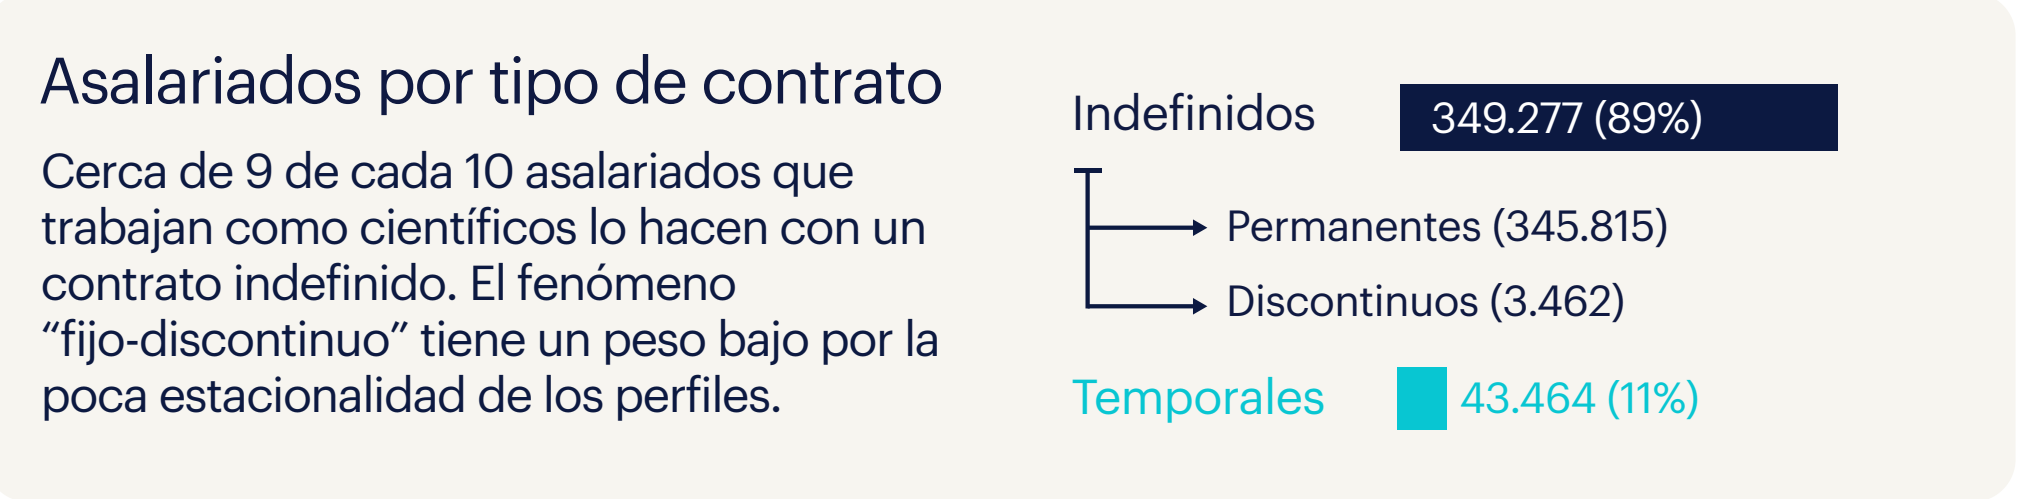 Asalariados por tipo de contrato
Cerca de 9 de cada 10 asalariados que
trabajan como científicos lo hacen con un
contrato indefinido. El fenómeno
“fijo-discontinuo” tiene un peso bajo por la
poca estacionalidad de los perfiles.
Indefinidos 349.277 (89%)
Permanentes (345.815)
Discontinuos (3.462)
Temporales 43.464 (11%)